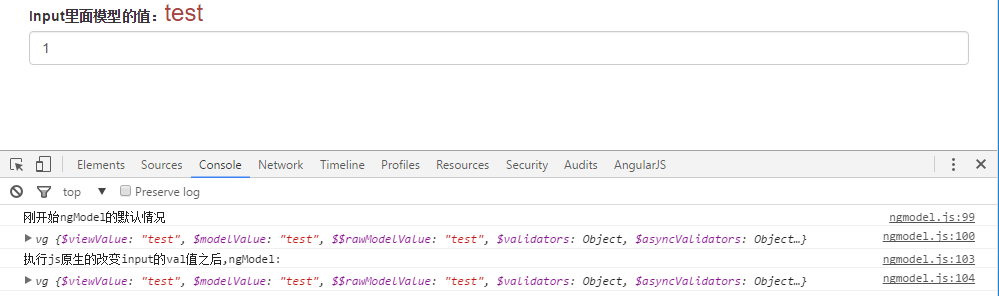 Input里面模型的值：test
1
Elements Sources Console Network Timeline Profiles Resources Security Audits AngularJS
top ▼ Preserve log
刚开始ngModel的默认情况 ngmodel.js:99
▶ vg {$viewValue: "test", $modelValue: "test", $$rawModelValue: "test", $validators: Object, $asyncValidators: Object…} ngmodel.js:100
执行js原生的改变input的val值之后,ngModel: ngmodel.js:103
▶ vg {$viewValue: "test", $modelValue: "test", $$rawModelValue: "test", $validators: Object, $asyncValidators: Object…} ngmodel.js:104